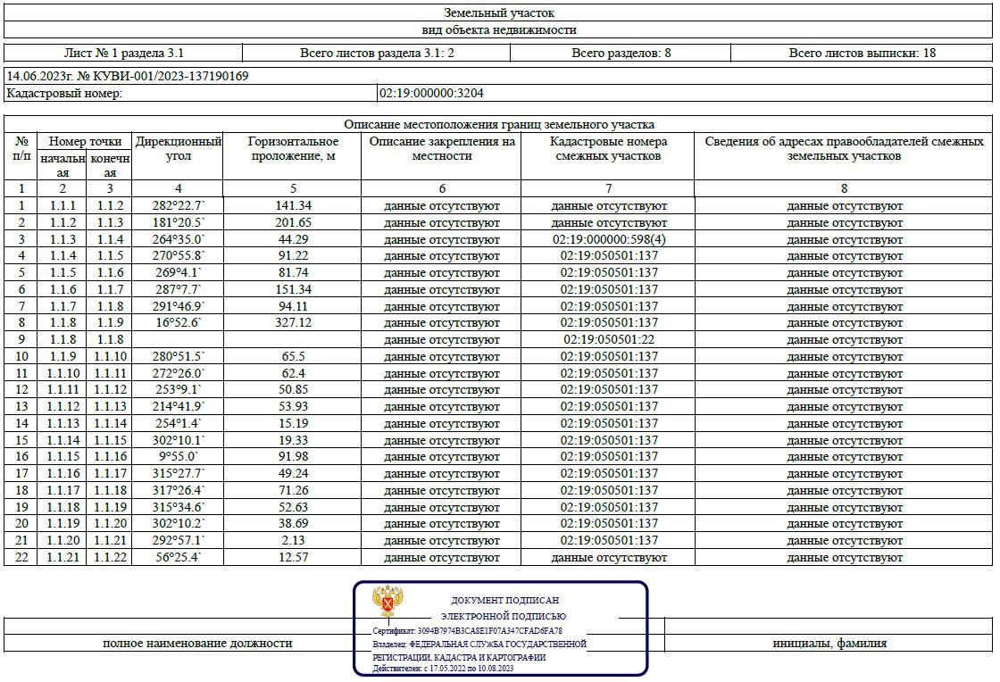 Земельный участок
вид объекта недвижимости
Лист № 1 раздела 3.1 Всего листов раздела 3.1: 2 Всего разделов: 8 Всего листов выписки: 18
14.06.2023г. № КУВИ-001/2023-137190169
Кадастровый номер: 02:19:000000:3204
Описание местоположения границ земельного участка
№ Номер точки Дирекционный Горизонтальное Описание закрепления на Кадастровые номера Сведения об адресах правообладателей смежных
п/п начальн конечн угол проложение, м местности смежных участков земельных участков
ая ая
1 2 3 4 5 6 7 8
1 1.1.1 1.1.2 282°22.7` 141.34 данные отсутствуют данные отсутствуют данные отсутствуют
2 1.1.2 1.1.3 181°20.5` 201.65 данные отсутствуют данные отсутствуют данные отсутствуют
3 1.1.3 1.1.4 264°35.0` 44.29 данные отсутствуют 02:19:000000:598(4) данные отсутствуют
4 1.1.4 1.1.5 270°55.8` 91.22 данные отсутствуют 02:19:050501:137 данные отсутствуют
5 1.1.5 1.1.6 269°4.1` 81.74 данные отсутствуют 02:19:050501:137 данные отсутствуют
6 1.1.6 1.1.7 287°7.7` 151.34 данные отсутствуют 02:19:050501:137 данные отсутствуют
7 1.1.7 1.1.8 291°46.9` 94.11 данные отсутствуют 02:19:050501:137 данные отсутствуют
8 1.1.8 1.1.9 16°52.6` 327.12 данные отсутствуют 02:19:050501:137 данные отсутствуют
9 1.1.8 1.1.8 данные отсутствуют 02:19:050501:22 данные отсутствуют
10 1.1.9 1.1.10 280°51.5` 65.5 данные отсутствуют 02:19:050501:137 данные отсутствуют
11 1.1.10 1.1.11 272°26.0` 62.4 данные отсутствуют 02:19:050501:137 данные отсутствуют
12 1.1.11 1.1.12 253°9.1` 50.85 данные отсутствуют 02:19:050501:137 данные отсутствуют
13 1.1.12 1.1.13 214°41.9` 53.93 данные отсутствуют 02:19:050501:137 данные отсутствуют
14 1.1.13 1.1.14 254°1.4` 15.19 данные отсутствуют 02:19:050501:137 данные отсутствуют
15 1.1.14 1.1.15 302°10.1` 19.33 данные отсутствуют 02:19:050501:137 данные отсутствуют
16 1.1.15 1.1.16 9°55.0` 91.98 данные отсутствуют 02:19:050501:137 данные отсутствуют
17 1.1.16 1.1.17 315°27.7` 49.24 данные отсутствуют 02:19:050501:137 данные отсутствуют
18 1.1.17 1.1.18 317°26.4` 71.26 данные отсутствуют 02:19:050501:137 данные отсутствуют
19 1.1.18 1.1.19 315°34.6` 52.63 данные отсутствуют 02:19:050501:137 данные отсутствуют
20 1.1.19 1.1.20 302°10.2` 38.69 данные отсутствуют 02:19:050501:137 данные отсутствуют
21 1.1.20 1.1.21 292°57.1` 2.13 данные отсутствуют 02:19:050501:137 данные отсутствуют
22 1.1.21 1.1.22 56°25.4` 12.57 данные отсутствуют данные отсутствуют данные отсутствуют
ДОКУМЕНТ ПОДПИСАН
ЭЛЕКТРОННОЙ ПОДПИСЬЮ
Сертификат: 3094B7974B3CA8E1F07A347CFAD6FA78
полное наименование должности Владелец: ФЕДЕРАЛЬНАЯ СЛУЖБА ГОСУДАРСТВЕННОЙ инициалы, фамилия
РЕГИСТРАЦИИ, КАДАСТРА И КАРТОГРАФИИ
Действителен: с 17.05.2022 по 10.08.2023